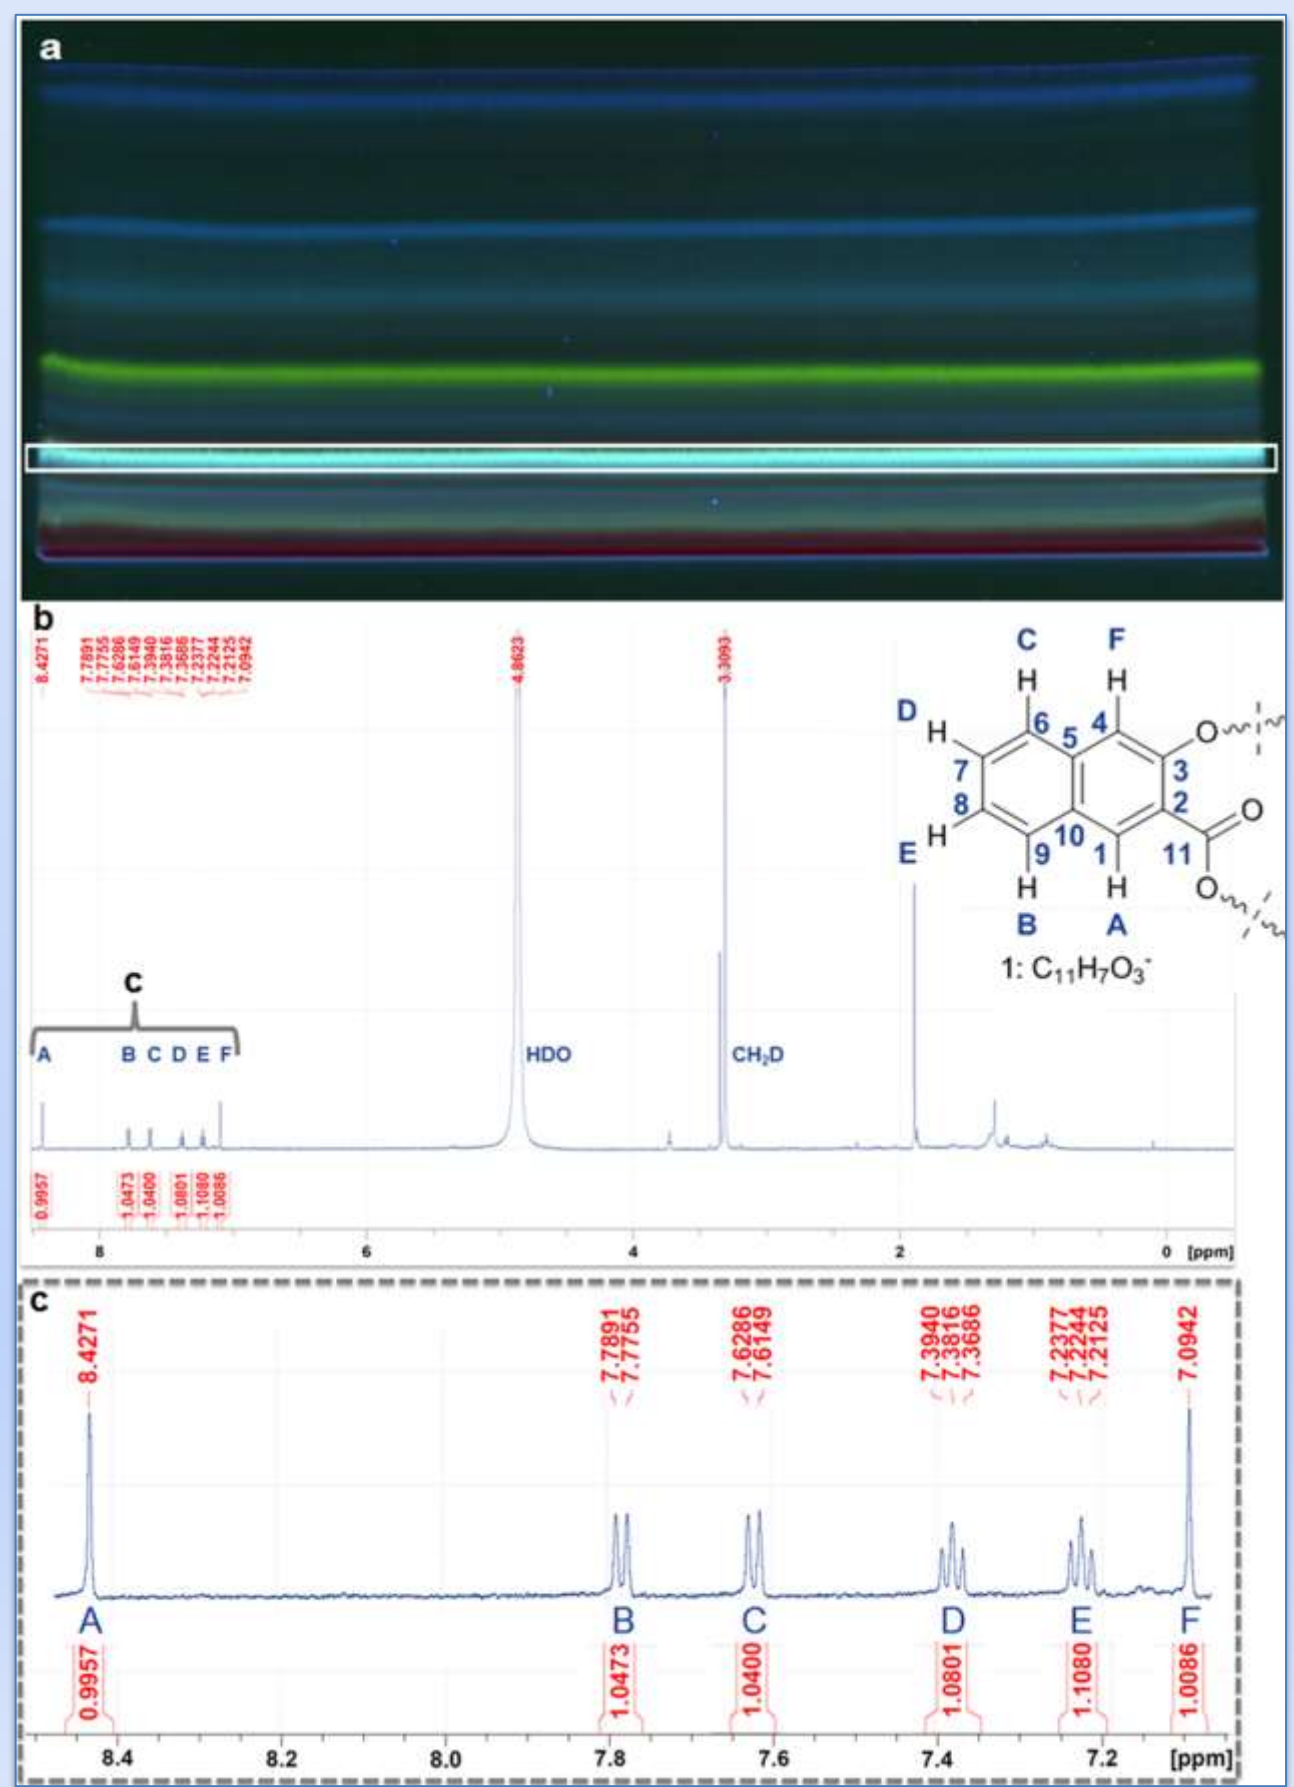 a
b
8.4271
7.7891
7.7755
7.6286
7.6149
7.3940
7.3816
7.3686
7.2377
7.2244
7.2125
7.0942
4.8623
3.3093
C F
H H
D
H
6 4
5
O
7 3
8 2
O
10
H
E
9 1 11
H H
O
B A
1: C₁₁H₇O₃⁻
c
A B C D E F
HDO
CH₂D
0.9957
1.0473
1.0400
1.0801
1.1080
1.0086
8 6 4 2 0 [ppm]
c
8.4271
7.7891
7.7755
7.6286
7.6149
7.3940
7.3816
7.3686
7.2377
7.2244
7.2125
7.0942
A B C D E F
0.9957
1.0473
1.0400
1.0801
1.1080
1.0086
8.4 8.2 8.0 7.8 7.6 7.4 7.2 [ppm]